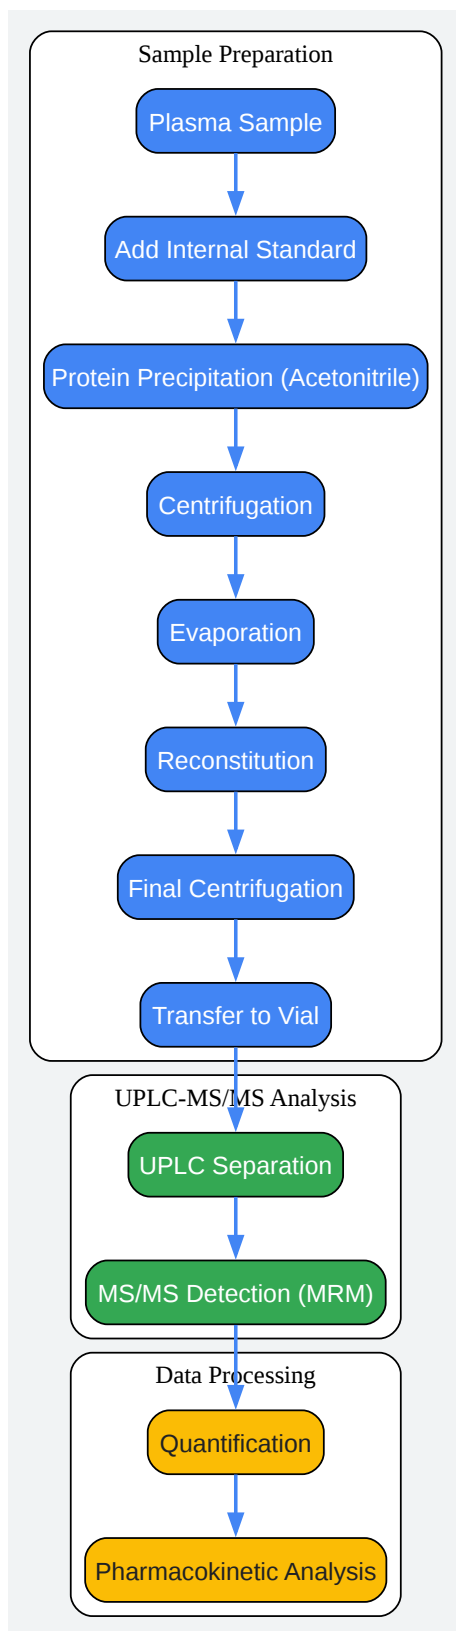 Sample Preparation
Plasma Sample
Add Internal Standard
Protein Precipitation (Acetonitrile)
Centrifugation
Evaporation
Reconstitution
Final Centrifugation
Transfer to Vial
UPLC-MS/MS Analysis
UPLC Separation
MS/MS Detection (MRM)
Data Processing
Quantification
Pharmacokinetic Analysis